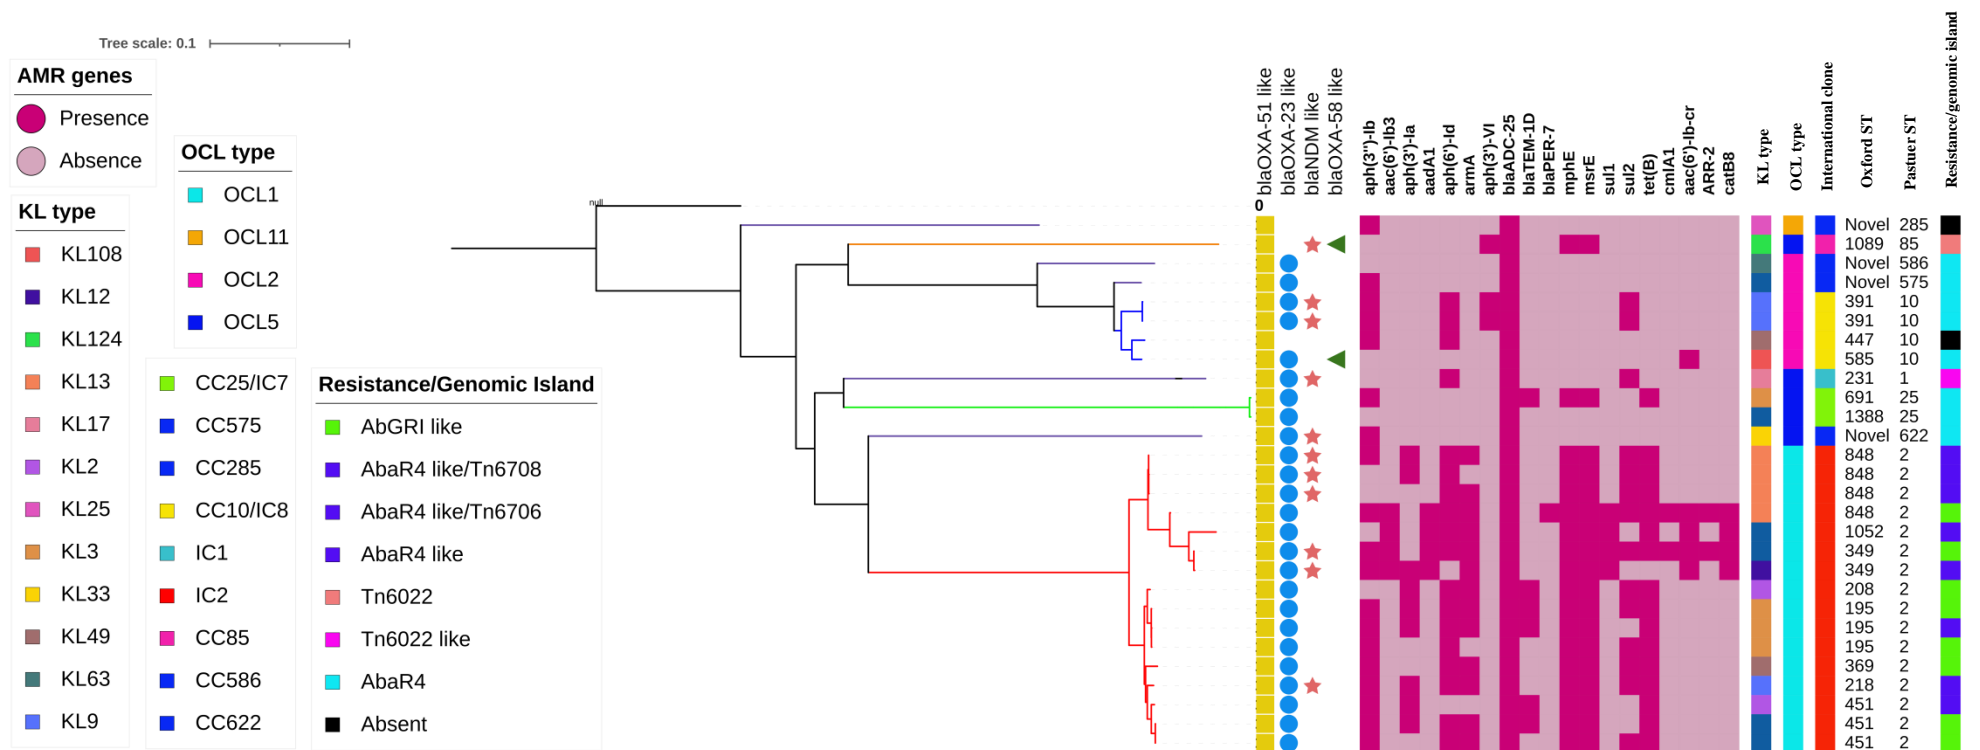 Tree scale: 0.1
AMR genes
Presence
Absence
KL type
KL108
KL12
KL124
KL13
KL17
KL2
KL25
KL3
KL33
KL49
KL63
KL9
OCL type
OCL1
OCL11
OCL2
OCL5
CC25/IC7
CC575
CC285
CC10/IC8
IC1
IC2
CC85
CC586
CC622
Resistance/Genomic Island
AbGRI like
AbaR4 like/Tn6708
AbaR4 like/Tn6706
AbaR4 like
Tn6022
Tn6022 like
AbaR4
Absent
null
blaOXA-51 like
blaOXA-23 like
blaNDM like
blaOXA-58 like
0
aph(3")-Ib
aac(6')-Ib3
aph(3')-Ia
aadA1
aph(6')-Id
armA
aph(3')-VI
blaADC-25
blaTEM-1D
blaPER-7
mphE
msrE
sul1
sul2
tet(B)
cmlA1
aac(6')-Ib-cr
ARR-2
catB8
KL type
OCL type
International clone
Oxford ST
Pastuer ST
Resistance/genomic island
Novel 285
1089 85
Novel 586
Novel 575
391 10
391 10
447 10
585 10
231 1
691 25
1388 25
Novel 622
848 2
848 2
848 2
848 2
1052 2
349 2
349 2
208 2
195 2
195 2
195 2
369 2
218 2
451 2
451 2
451 2